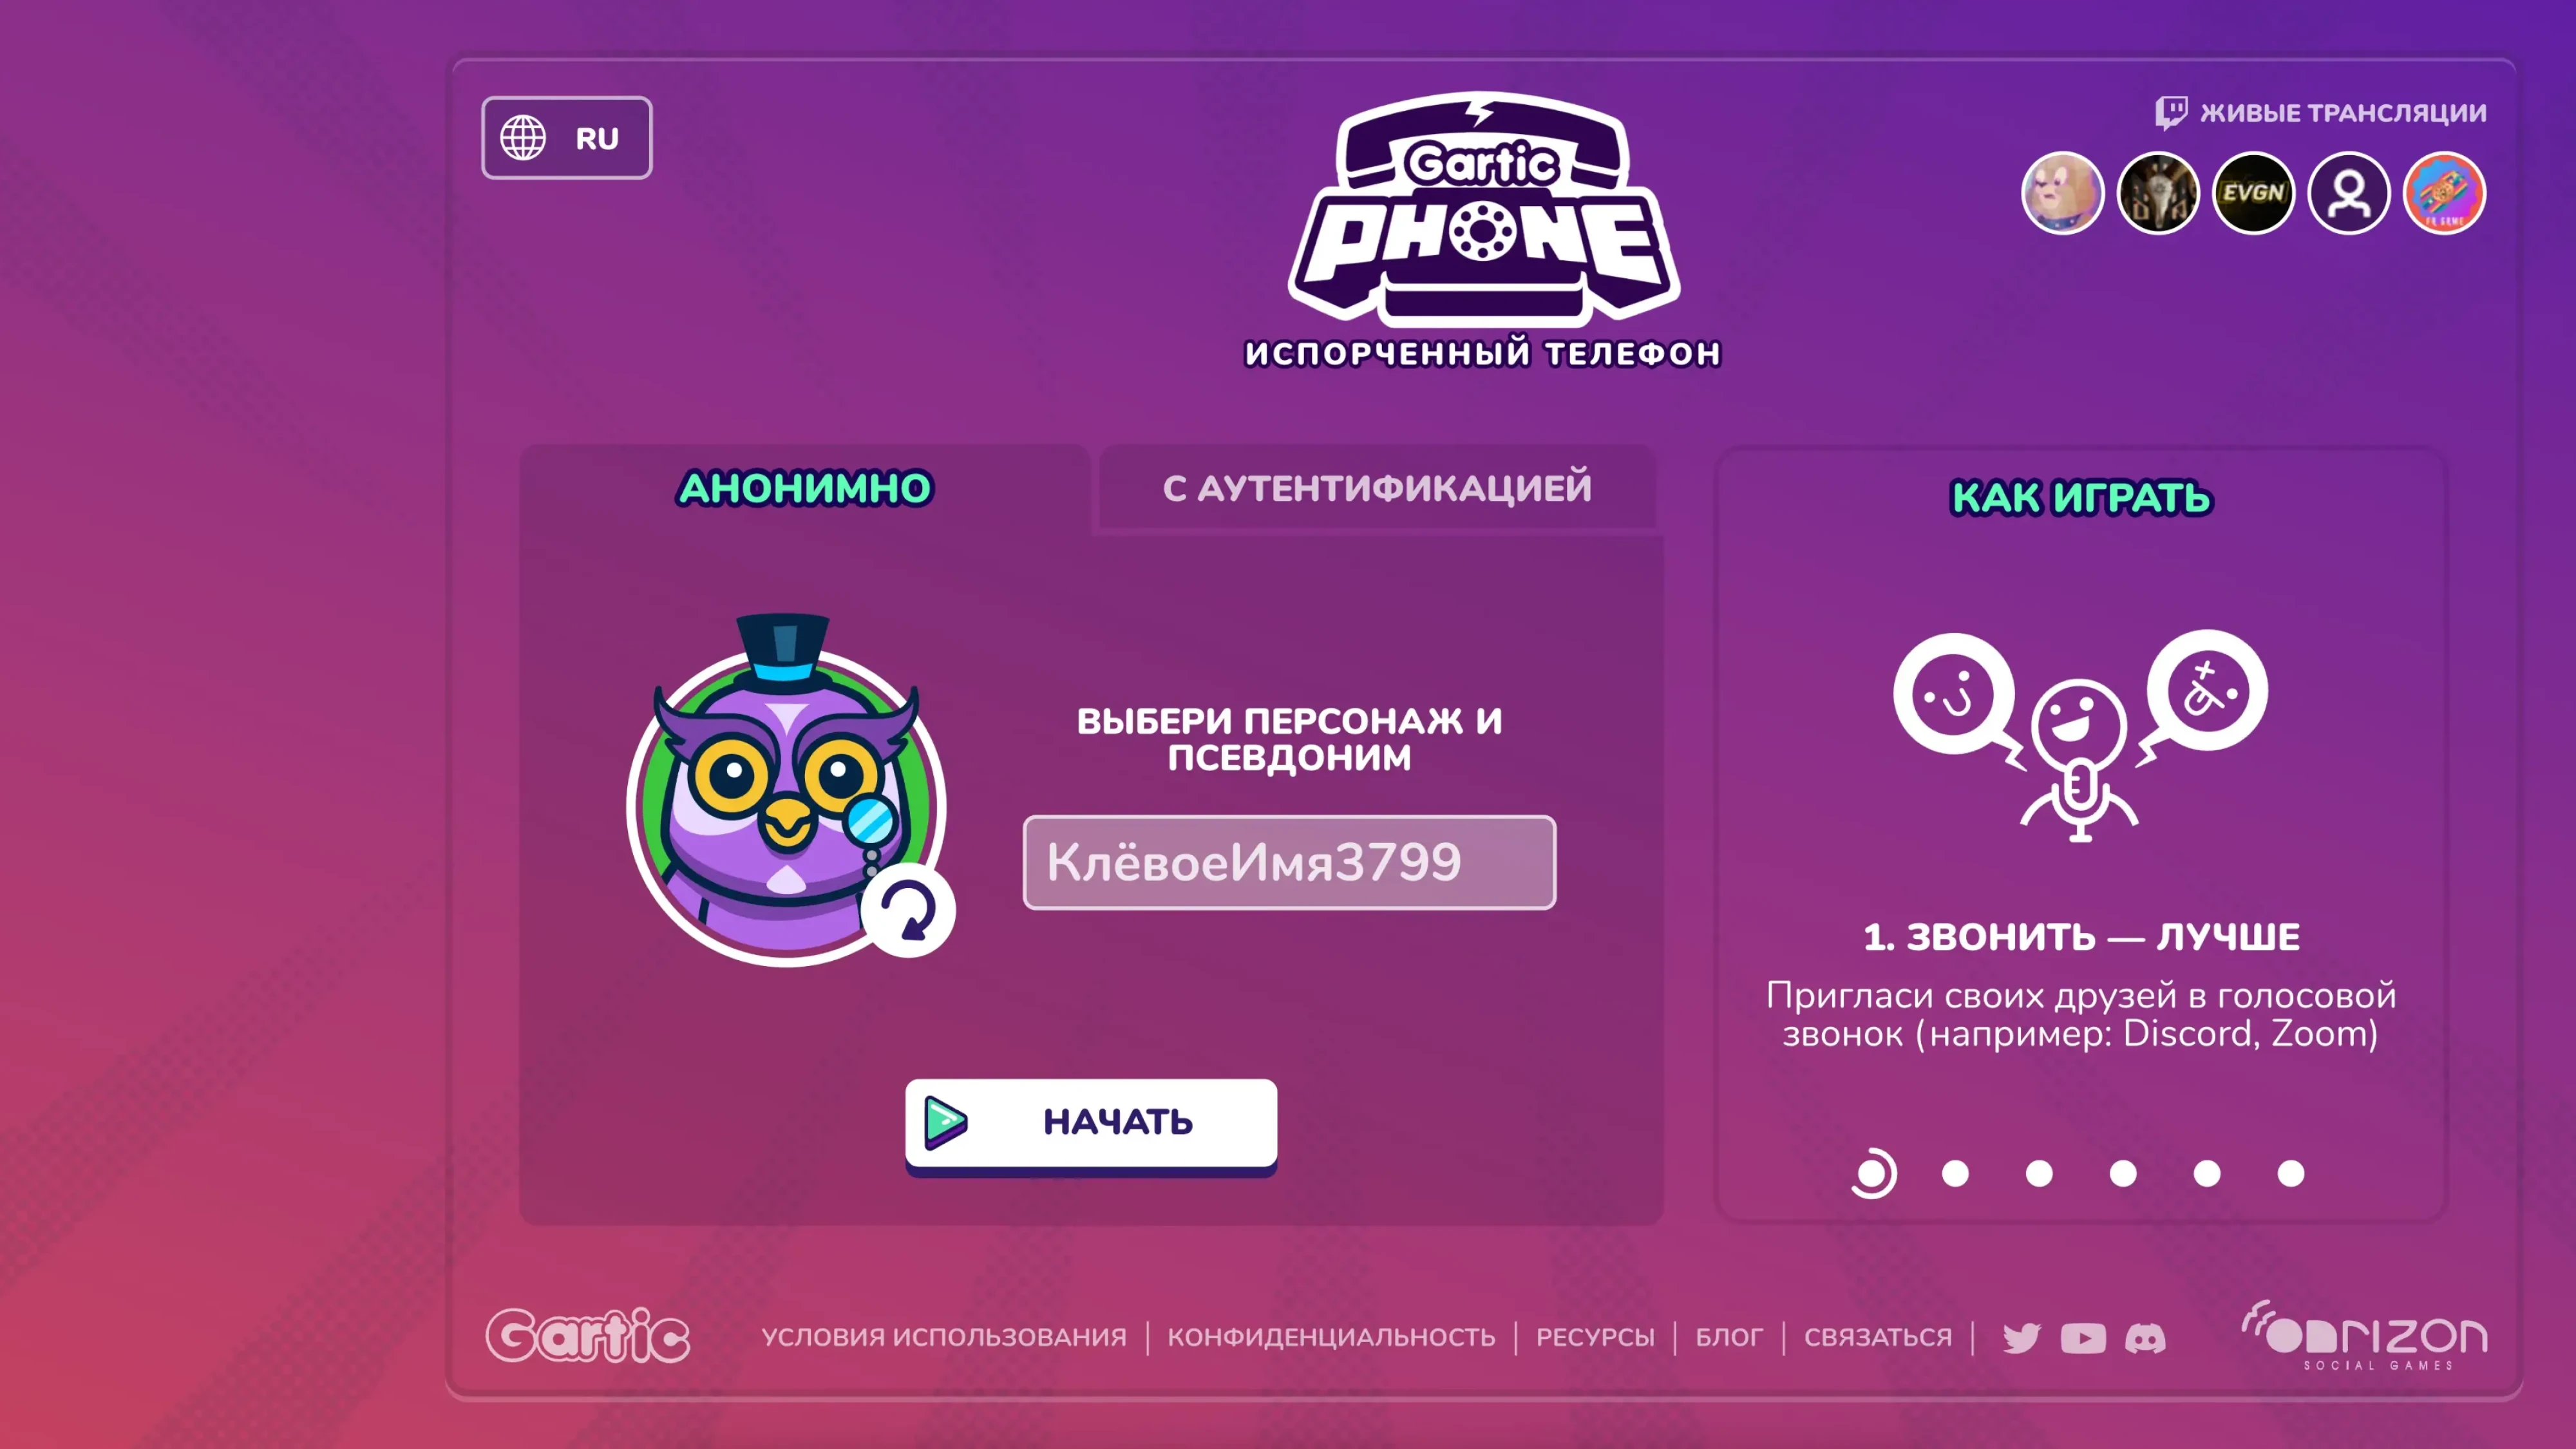 RU
Gartic
PHONE
ИСПОРЧЕННЫЙ ТЕЛЕФОН
ЖИВЫЕ ТРАНСЛЯЦИИ
EVGN
АНОНИМНО
С АУТЕНТИФИКАЦИЕЙ
ВЫБЕРИ ПЕРСОНАЖ И
ПСЕВДОНИМ
КлёвоеИмя3799
НАЧАТЬ
КАК ИГРАТЬ
1. ЗВОНИТЬ — ЛУЧШЕ
Пригласи своих друзей в голосовой
звонок (например: Discord, Zoom)
Gartic
УСЛОВИЯ ИСПОЛЬЗОВАНИЯ | КОНФИДЕНЦИАЛЬНОСТЬ | РЕСУРСЫ | БЛОГ | СВЯЗАТЬСЯ |
onrizon
SOCIAL GAMES